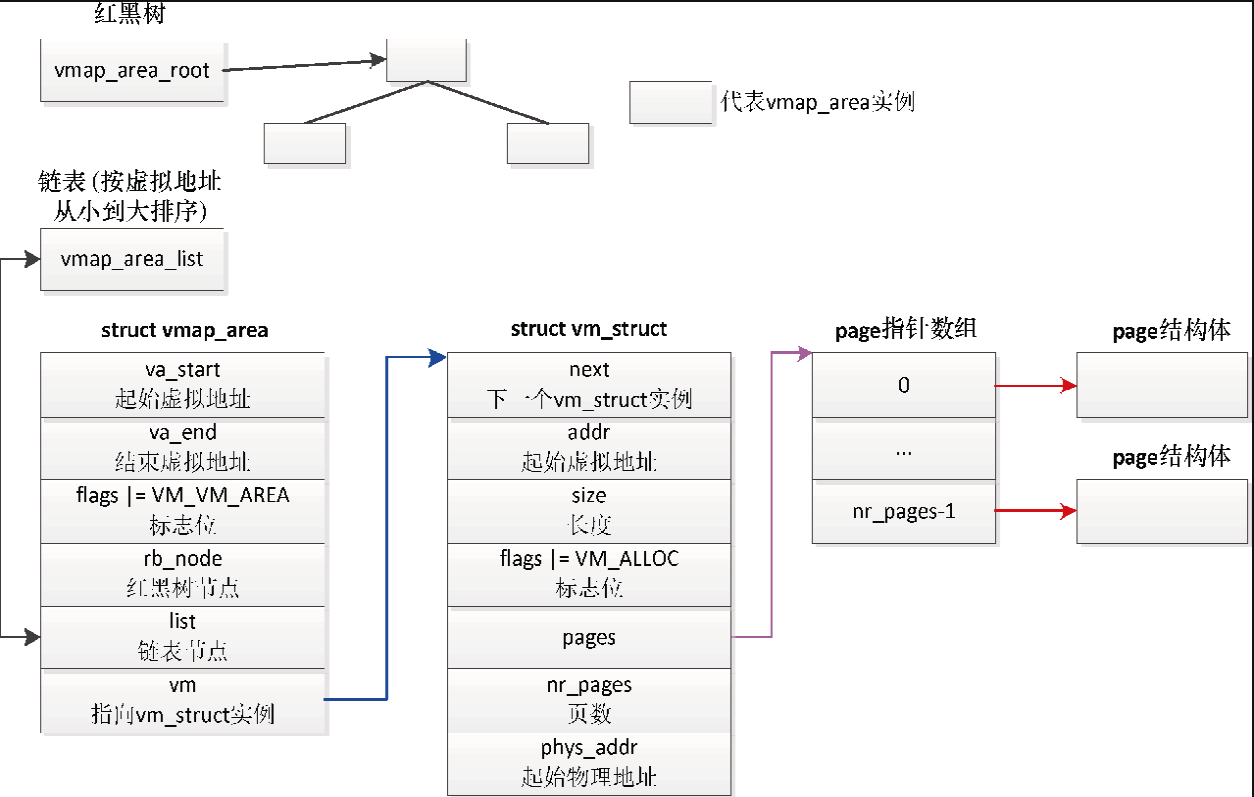 红黑树
vmap_area_root
代表vmap_area实例
链表(按虚拟地址
从小到大排序)
vmap_area_list
struct vmap_area
va_start
起始虚拟地址
va_end
结束虚拟地址
flags |= VM_VM_AREA
标志位
rb_node
红黑树节点
list
链表节点
vm
指向vm_struct实例
struct vm_struct
next
下一个vm_struct实例
addr
起始虚拟地址
size
长度
flags |= VM_ALLOC
标志位
pages
nr_pages
页数
phys_addr
起始物理地址
page指针数组
0
...
nr_pages-1
page结构体
page结构体